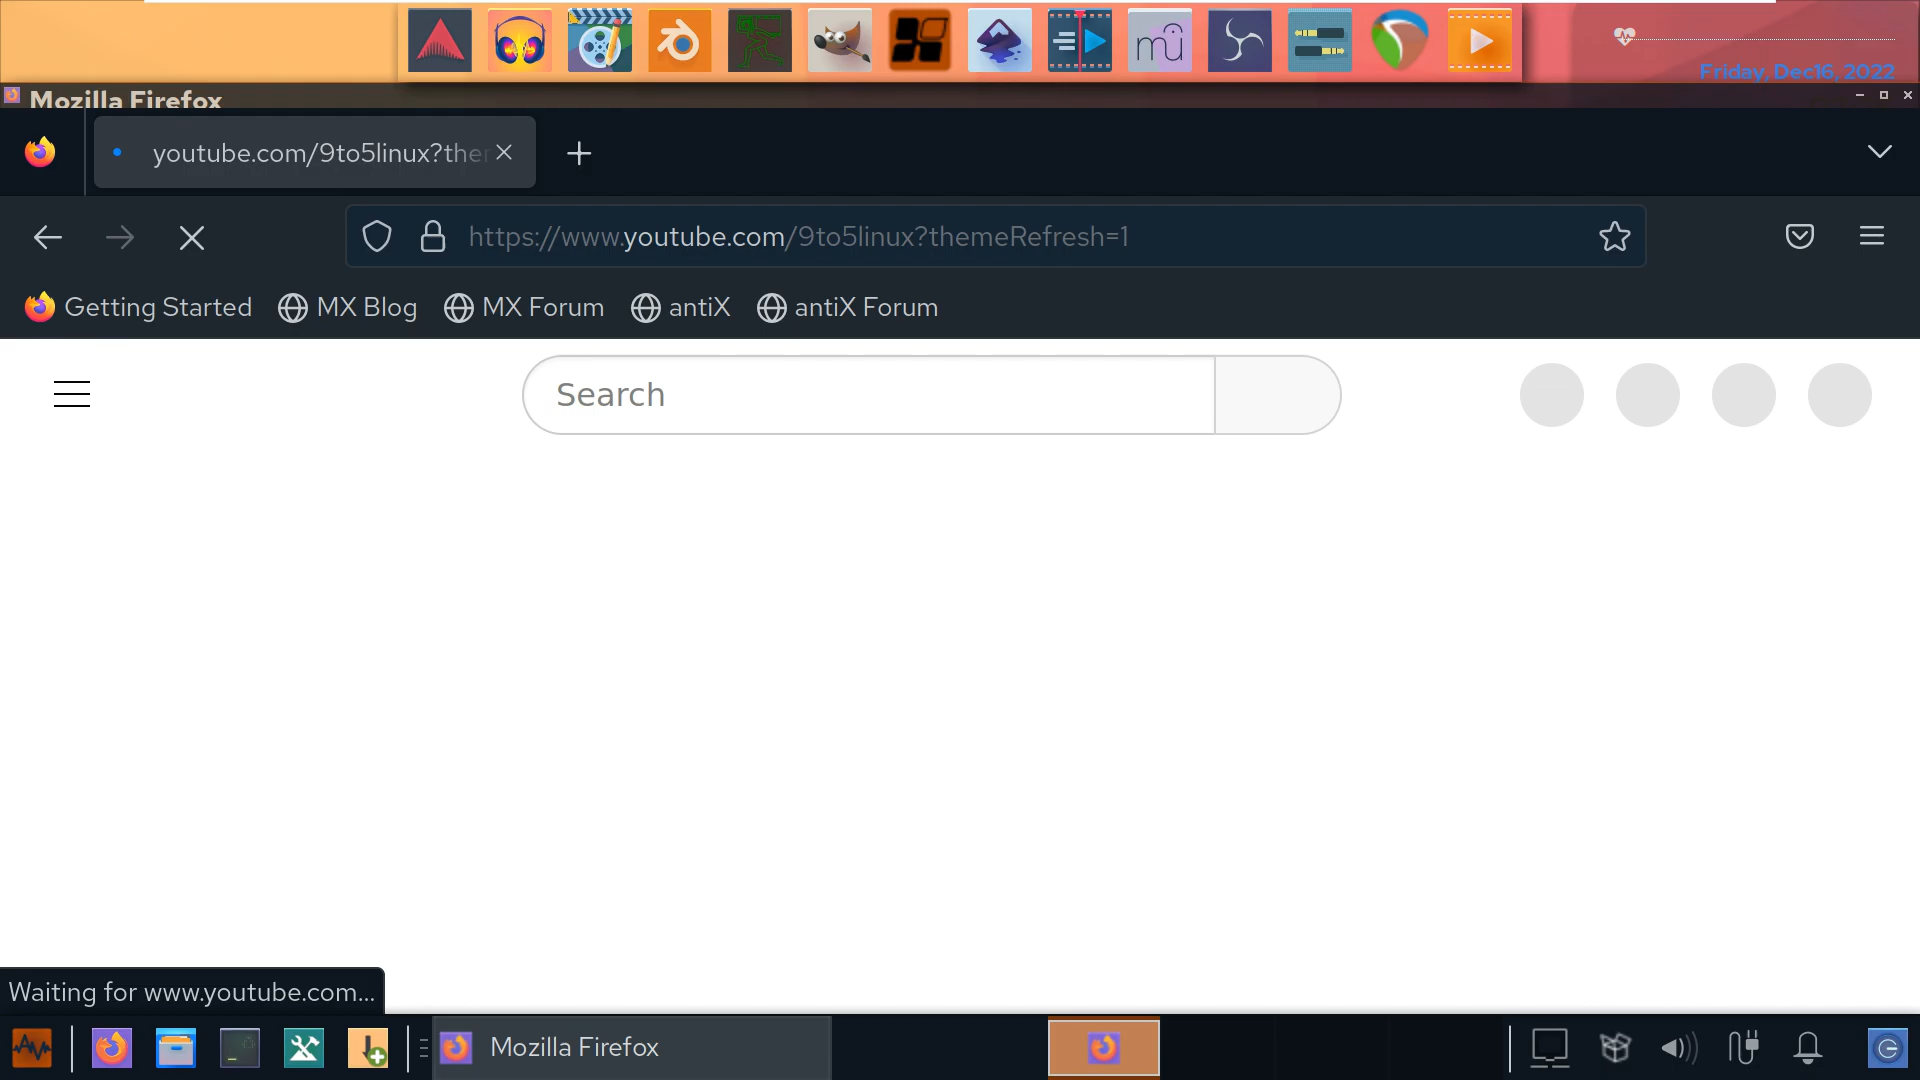 Friday, Dec16, 2022
Mozilla Firefox
youtube.com/9to5linux?ther
https://www.youtube.com/9to5linux?themeRefresh=1
Getting Started MX Blog MX Forum antiX antiX Forum
Search
Waiting for www.youtube.com...
Mozilla Firefox